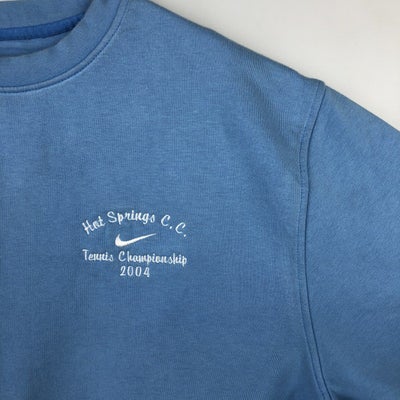 Hot Springs C.C.
Tennis Championship
2004